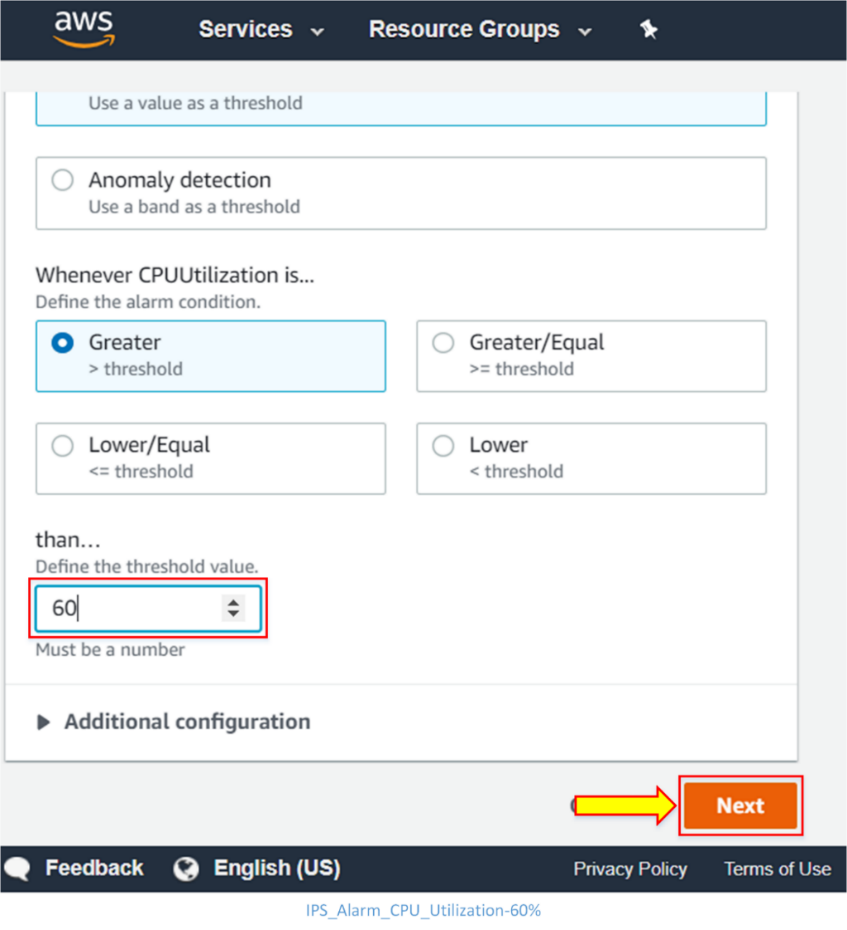 aws Services Resource Groups
Use a value as a threshold
Anomaly detection
Use a band as a threshold
Whenever CPUUtilization is...
Define the alarm condition.
Greater
> threshold
Greater/Equal
>= threshold
Lower/Equal
<= threshold
Lower
< threshold
than...
Define the threshold value.
60
Must be a number
Additional configuration
Next
Feedback English (US) Privacy Policy Terms of Use
IPS_Alarm_CPU_Utilization-60%